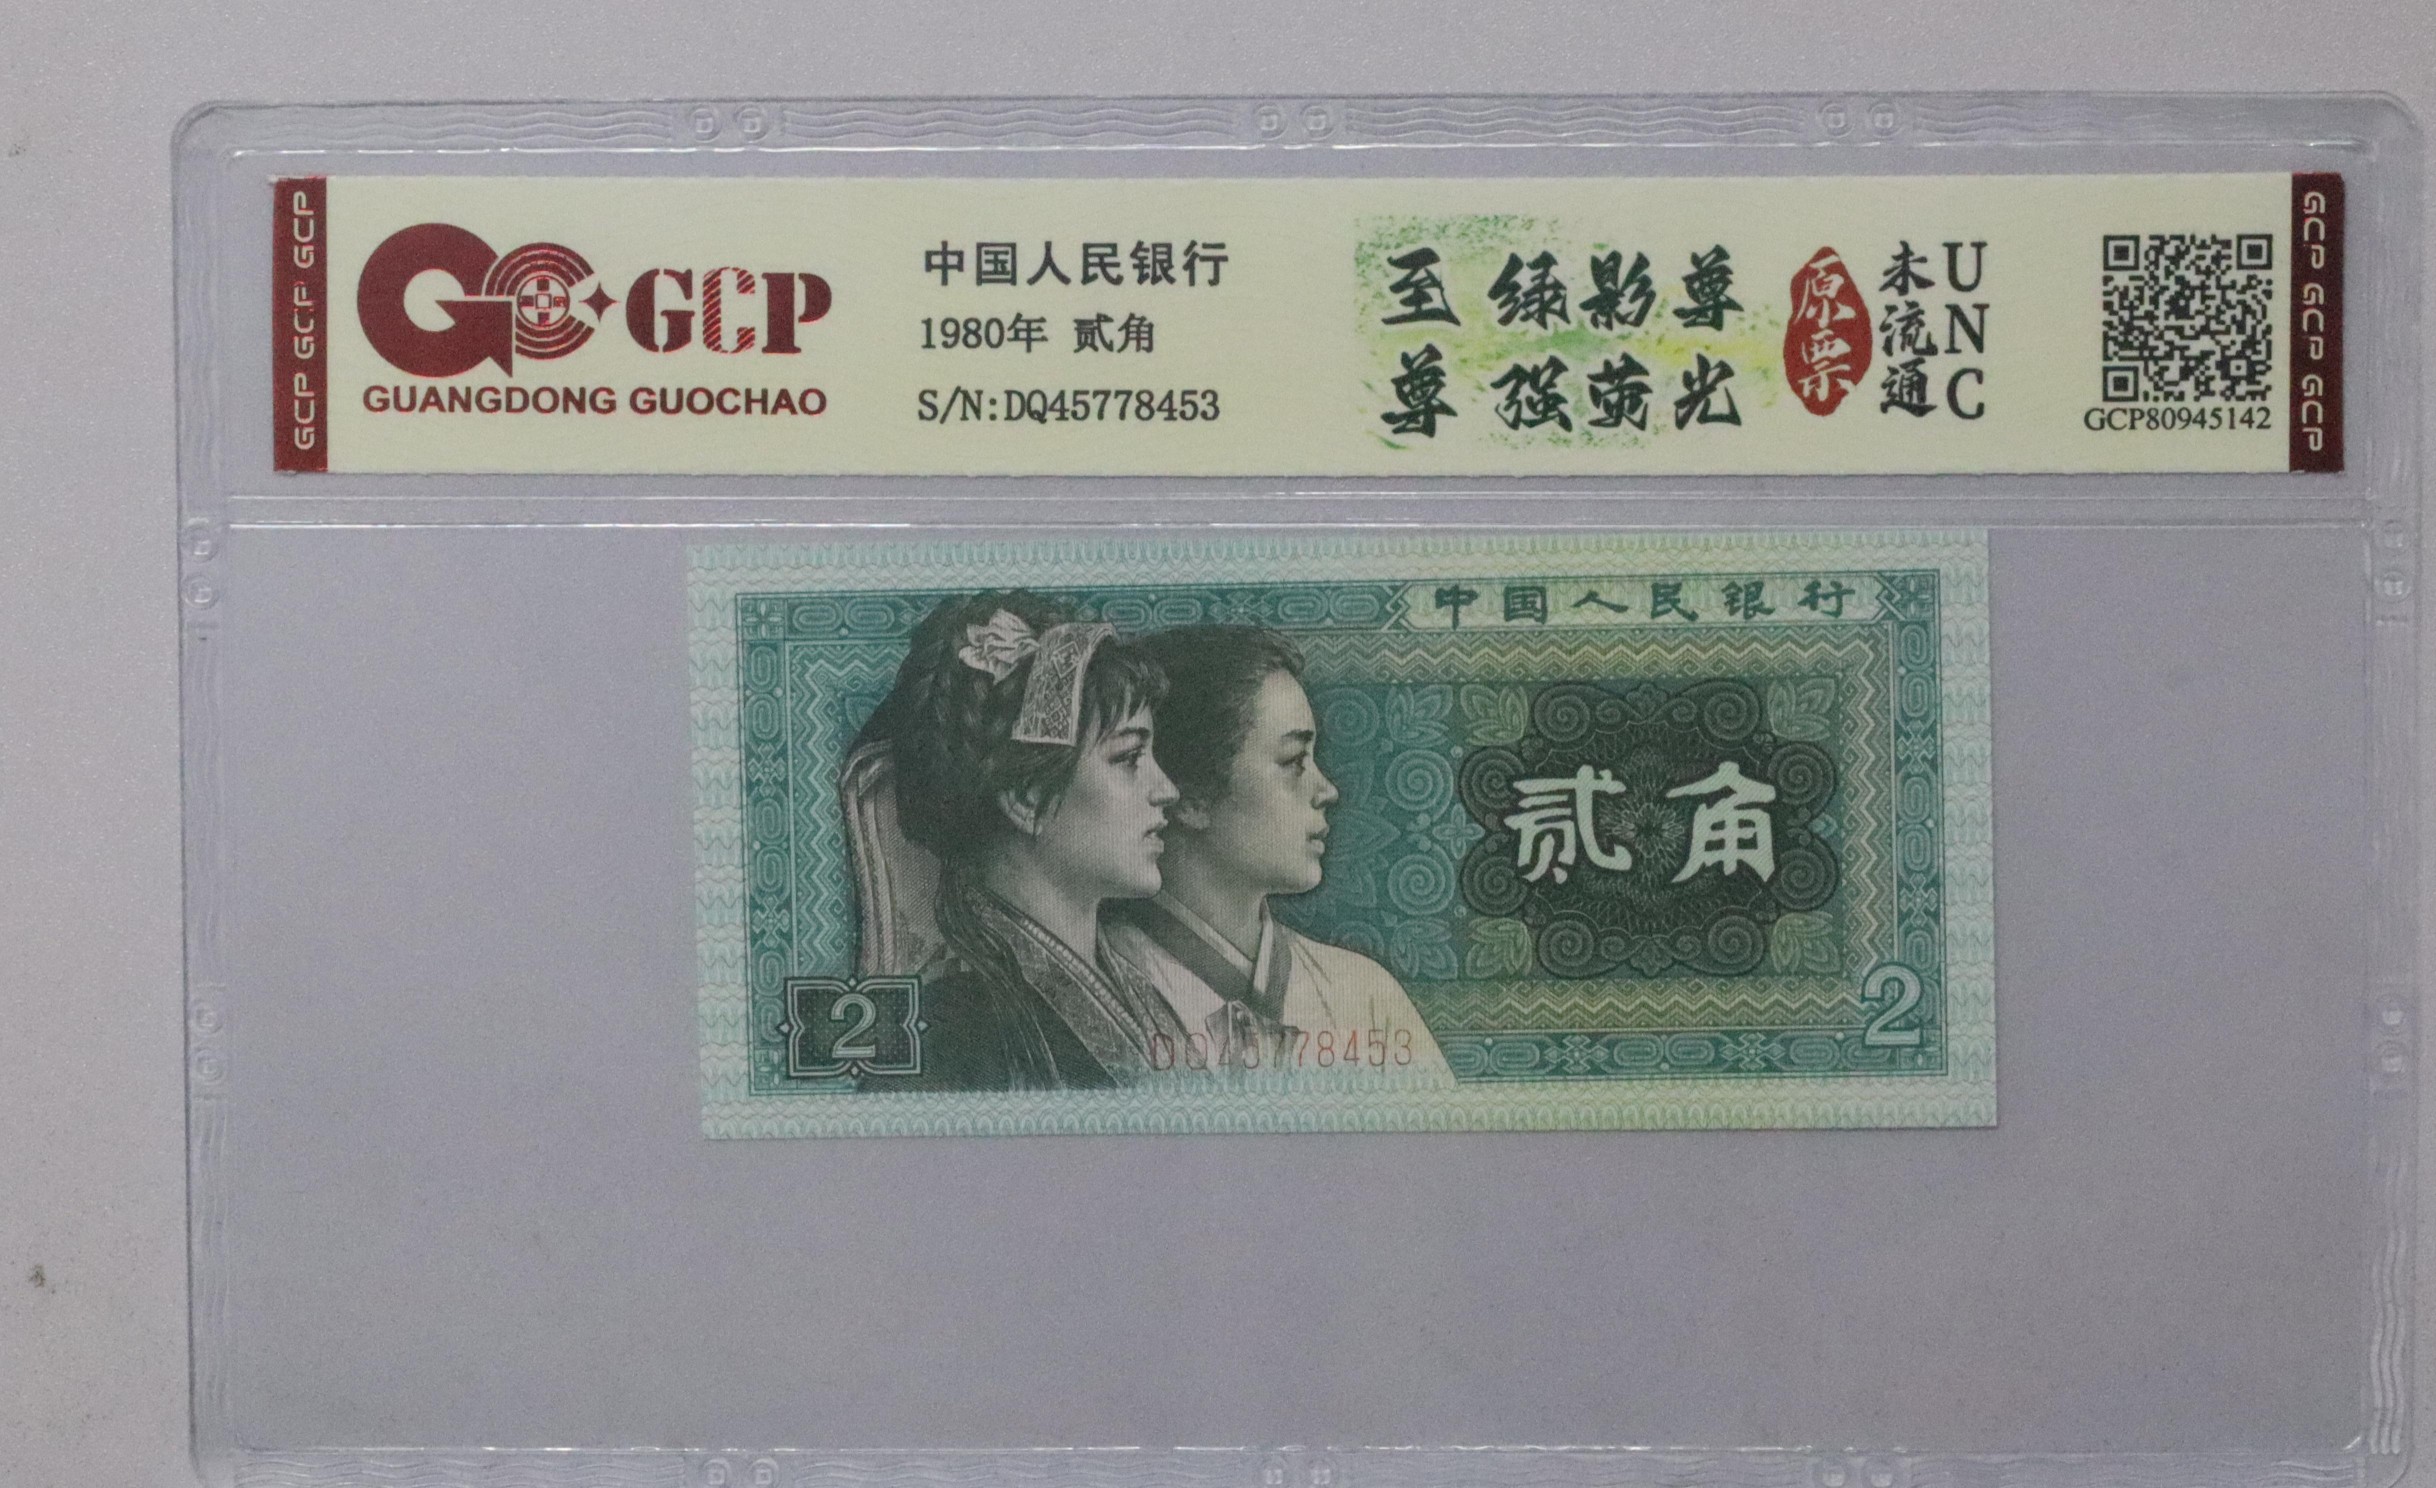 GCP GCP GCP
GCP
GUANGDONG GUOCHAO
中国人民银行
1980年 贰角
S/N:DQ45778453
至尊
绿影尊
强荧光
原票
未流通
UNC
GCP80945142
GCP GCP GCP
中国人民银行
贰角
2
2
DQ45778453